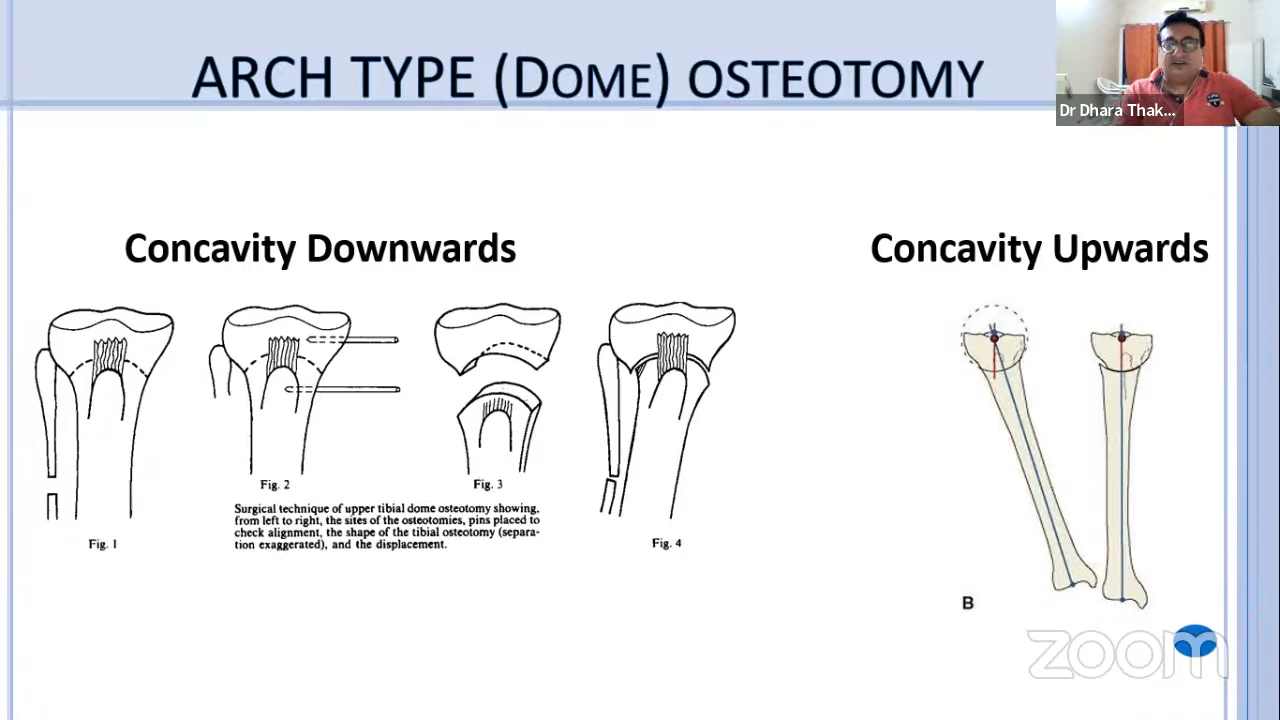 ARCH TYPE (DOME) OSTEOTOMY
Dr Dhara Thak...
Concavity Downwards
Concavity Upwards
Fig. 1
Fig. 2
Fig. 3
Surgical technique of upper tibial dome osteotomy showing,
from left to right, the sites of the osteotomies, pins placed to
check alignment, the shape of the tibial osteotomy (separa-
tion exaggerated), and the displacement.
Fig. 4
B
zoom